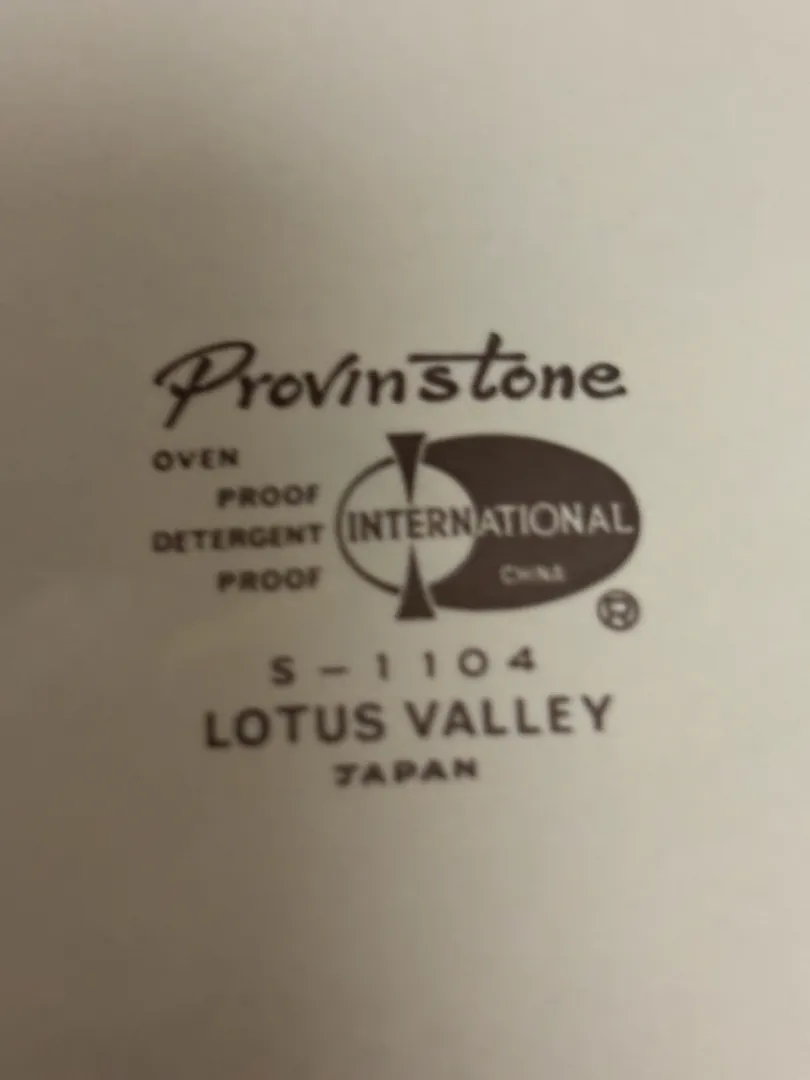 Provinstone
OVEN
PROOF
DETERGENT
PROOF
INTERNATIONAL
CHINA
®
S-1104
LOTUS VALLEY
JAPAN